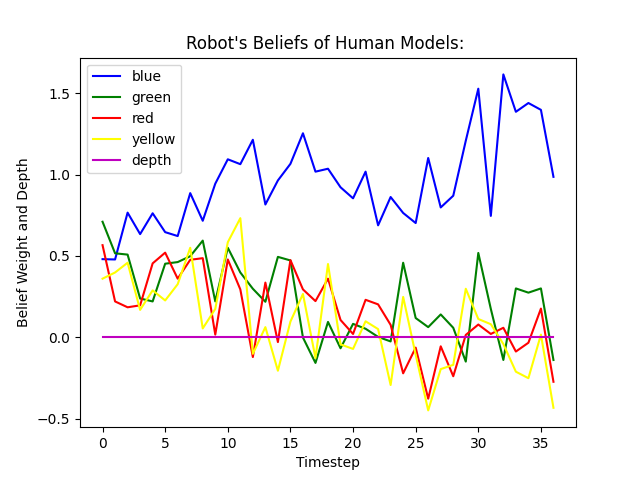 Robot's Beliefs of Human Models:
blue
green
red
yellow
depth
Belief Weight and Depth
1.5
1.0
0.5
0.0
−0.5
0 5 10 15 20 25 30 35
Timestep